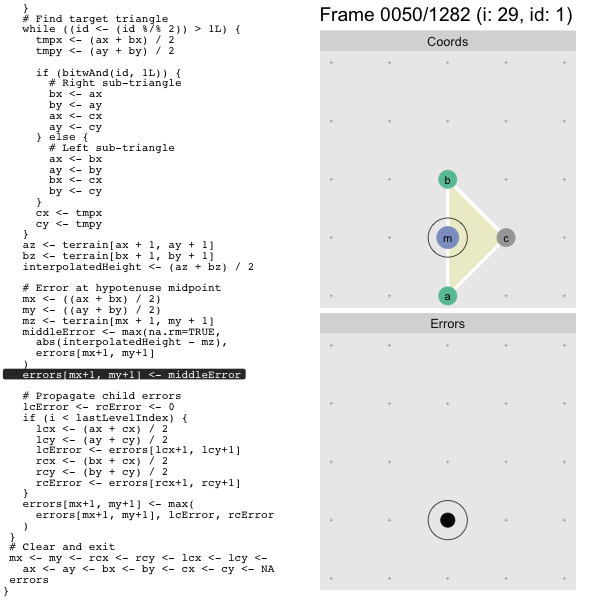 }
# Find target triangle
while ((id <- (id %/% 2)) > 1L) {
tmpx <- (ax + bx) / 2
tmpy <- (ay + by) / 2
if (bitwAnd(id, 1L)) {
# Right sub-triangle
bx <- ax
by <- ay
ax <- cx
ay <- cy
} else {
# Left sub-triangle
ax <- bx
ay <- by
bx <- cx
by <- cy
}
cx <- tmpx
cy <- tmpy
}
az <- terrain[ax + 1, ay + 1]
bz <- terrain[bx + 1, by + 1]
interpolatedHeight <- (az + bz) / 2
# Error at hypotenuse midpoint
mx <- ((ax + bx) / 2)
my <- ((ay + by) / 2)
mz <- terrain[mx + 1, my + 1]
middleError <- max(na.rm=TRUE,
abs(interpolatedHeight - mz),
errors[mx+1, my+1]
)
errors[mx+1, my+1] <- middleError
# Propagate child errors
lcError <- rcError <- 0
if (i < lastLevelIndex) {
lcx <- (ax + cx) / 2
lcy <- (ay + cy) / 2
lcError <- errors[lcx+1, lcy+1]
rcx <- (bx + cx) / 2
rcy <- (by + cy) / 2
rcError <- errors[rcx+1, rcy+1]
}
errors[mx+1, my+1] <- max(
errors[mx+1, my+1], lcError, rcError
)
}
# Clear and exit
mx <- my <- rcx <- rcy <- lcx <- lcy <-
ax <- ay <- bx <- by <- cx <- cy <- NA
errors
}
Frame 0050/1282 (i: 29, id: 1)
Coords
b
m
c
a
Errors